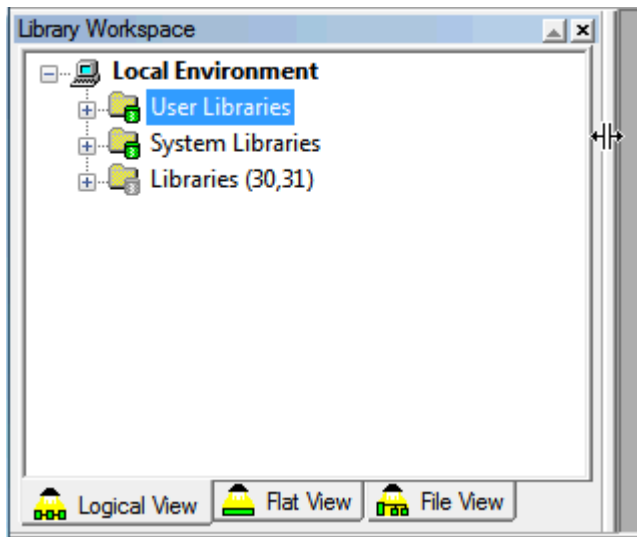 Library Workspace
Local Environment
User Libraries
System Libraries
Libraries (30,31)
Logical View Flat View File View